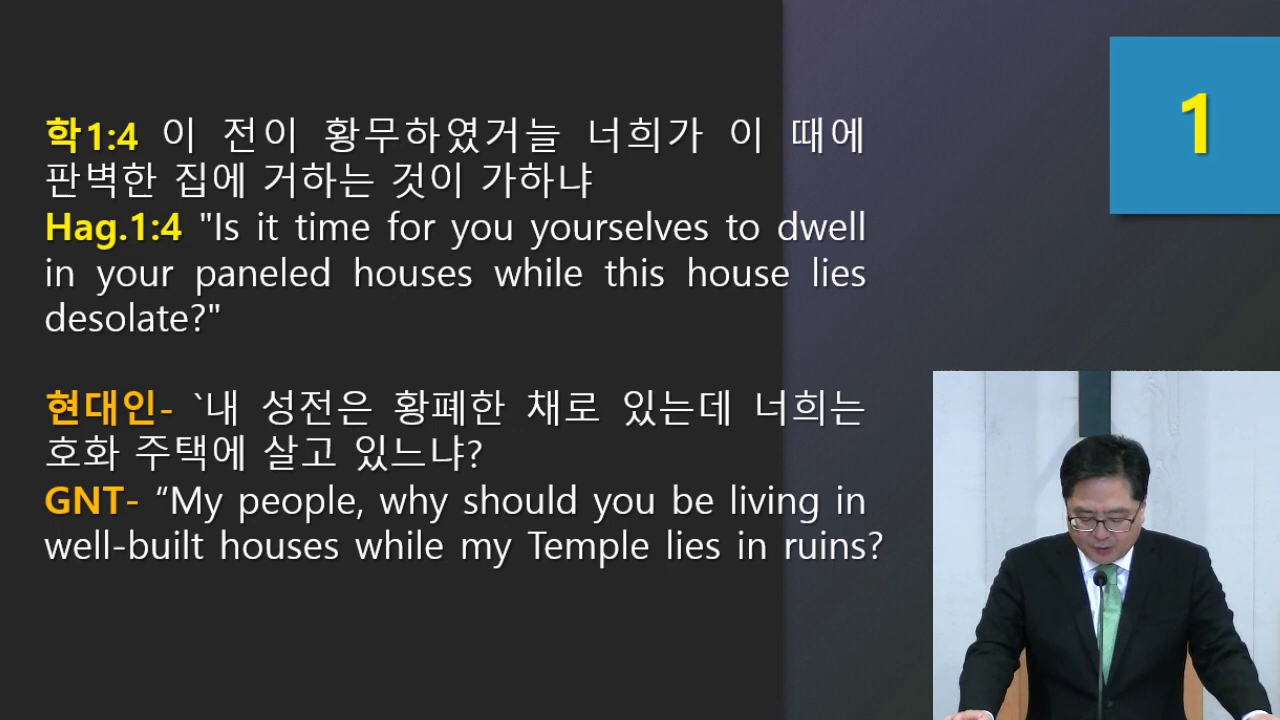 학1:4 이 전이 황무하였거늘 너희가 이 때에
판벽한 집에 거하는 것이 가하냐
Hag.1:4 "Is it time for you yourselves to dwell
in your paneled houses while this house lies
desolate?"
현대인- `내 성전은 황폐한 채로 있는데 너희는
호화 주택에 살고 있느냐?
GNT- “My people, why should you be living in
well-built houses while my Temple lies in ruins?
1